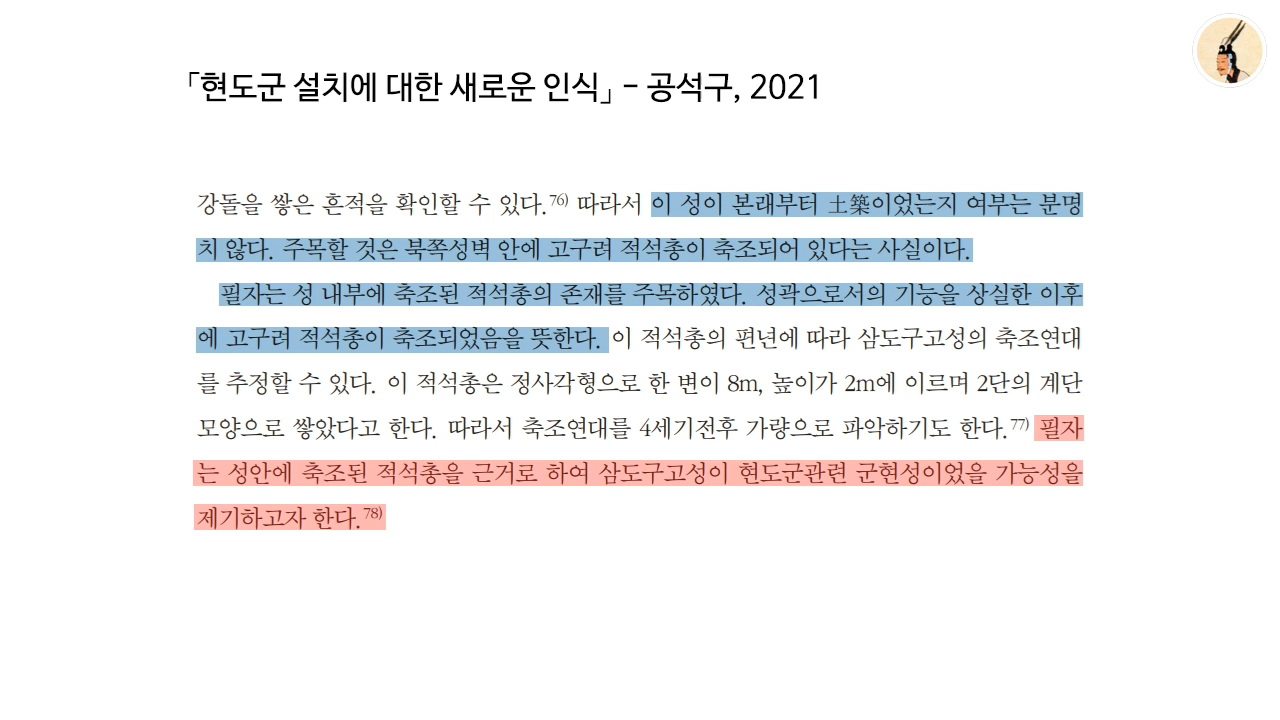 「현도군 설치에 대한 새로운 인식」 - 공석구, 2021
강돌을 쌓은 흔적을 확인할 수 있다.76) 따라서 이 성이 본래부터 土築이었는지 여부는 분명
치 않다. 주목할 것은 북쪽성벽 안에 고구려 적석총이 축조되어 있다는 사실이다.
필자는 성 내부에 축조된 적석총의 존재를 주목하였다. 성곽으로서의 기능을 상실한 이후
에 고구려 적석총이 축조되었음을 뜻한다. 이 적석총의 편년에 따라 삼도구고성의 축조연대
를 추정할 수 있다. 이 적석총은 정사각형으로 한 변이 8m, 높이가 2m에 이르며 2단의 계단
모양으로 쌓았다고 한다. 따라서 축조연대를 4세기전후 가량으로 파악하기도 한다.77) 필자
는 성안에 축조된 적석총을 근거로 하여 삼도구고성이 현도군관련 군현성이었을 가능성을
제기하고자 한다.78)